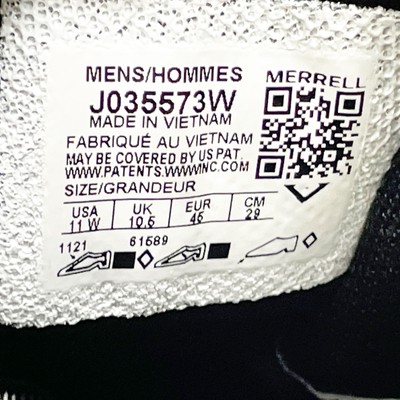 MENS/HOMMES
MERRELL
J035573W
MADE IN VIETNAM
FABRIQUÉ AU VIETNAM
MAY BE COVERED BY US PAT.
WWW.PATENTS.WWWINC.COM
SIZE/GRANDEUR
USA UK EUR CM
11 W 10.5 45 29
1121 61589